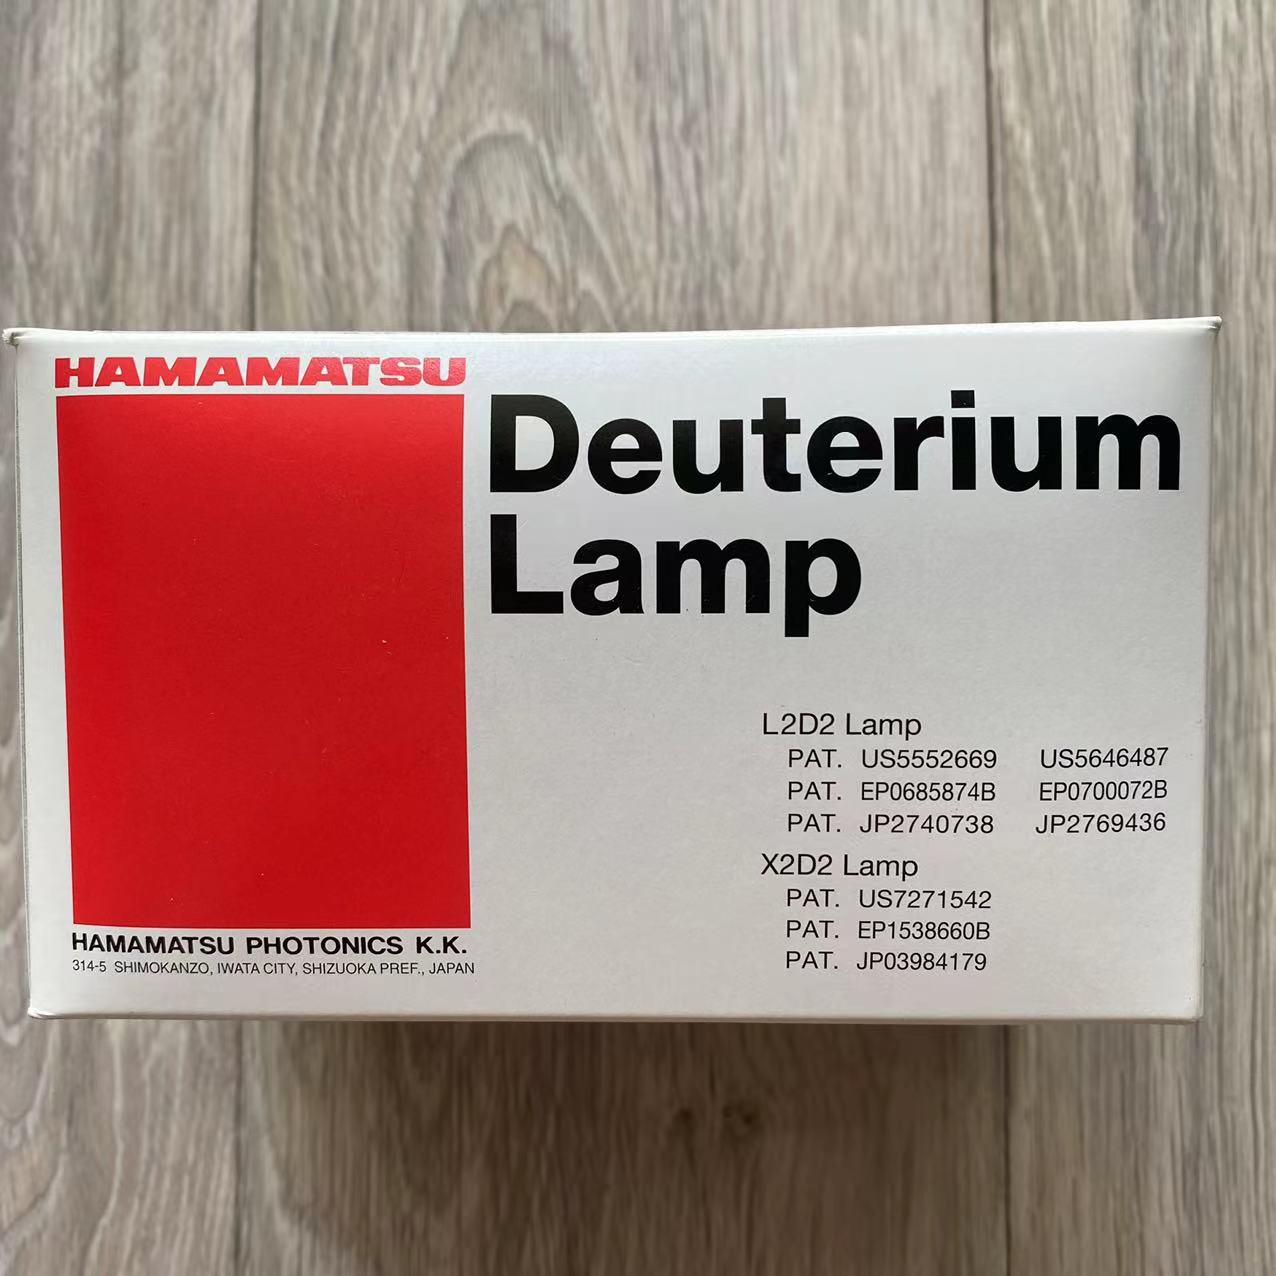 HAMAMATSU
Deuterium
Lamp
L2D2 Lamp
PAT. US5552669 US5646487
PAT. EP0685874B EP0700072B
PAT. JP2740738 JP2769436
X2D2 Lamp
PAT. US7271542
PAT. EP1538660B
PAT. JP03984179
HAMAMATSU PHOTONICS K.K.
314-5 SHIMOKANZO, IWATA CITY, SHIZUOKA PREF., JAPAN